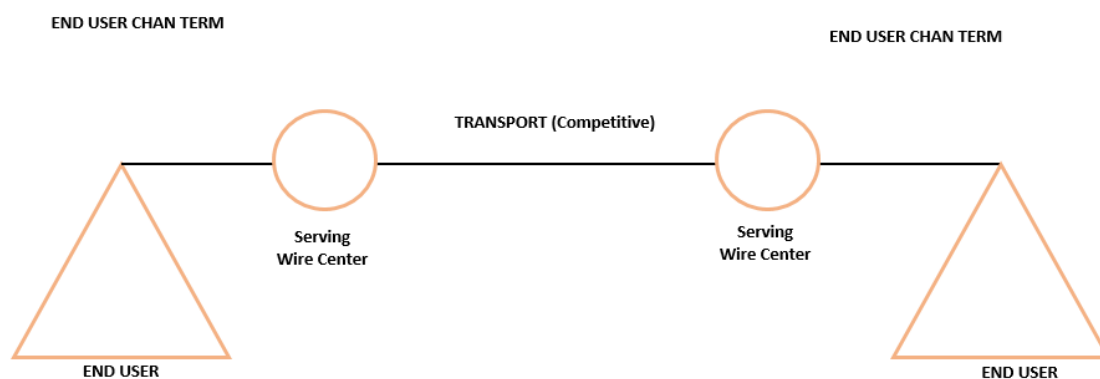 END USER CHAN TERM
END USER CHAN TERM
TRANSPORT (Competitive)
Serving
Wire Center
Serving
Wire Center
END USER
END USER